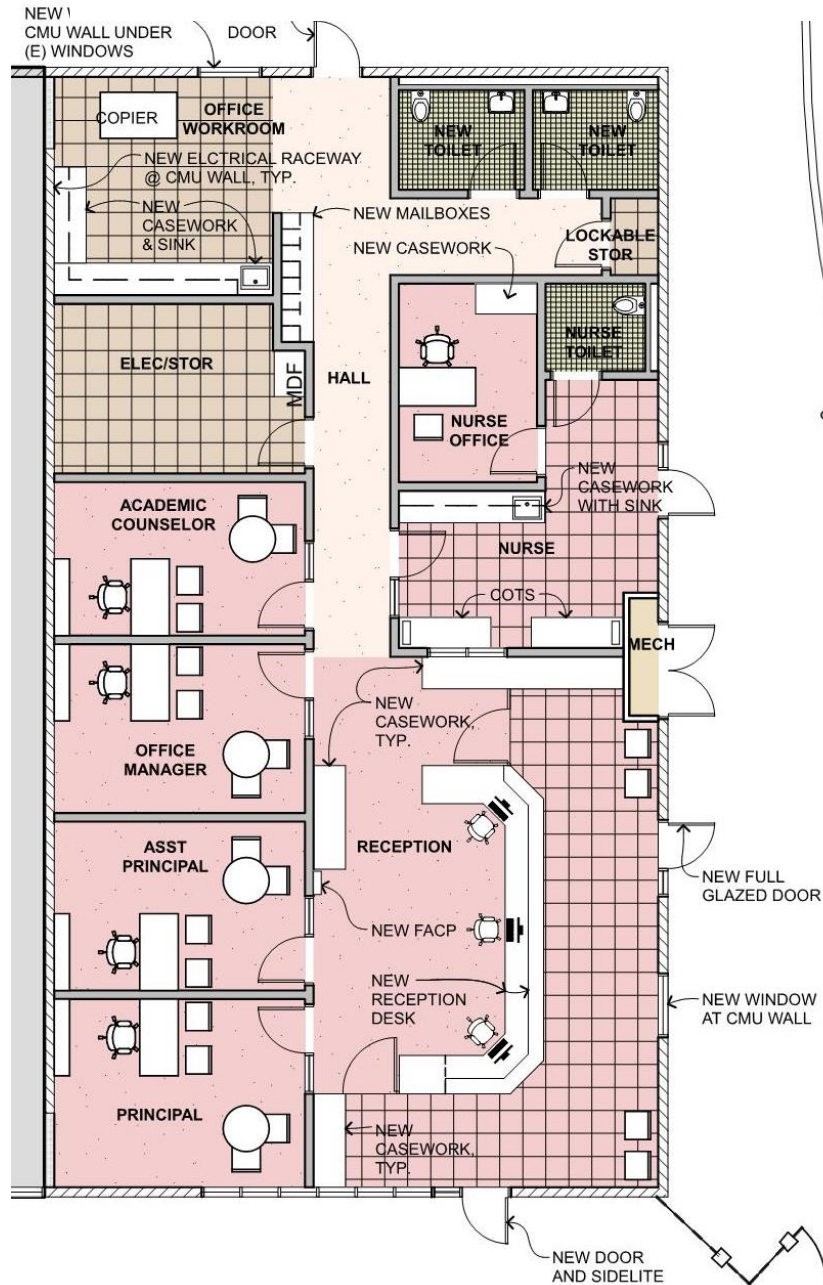 NEW
CMU WALL UNDER
(E) WINDOWS
DOOR
COPIER
OFFICE
WORKROOM
NEW
TOILET
NEW
TOILET
NEW ELCTRICAL RACEWAY
@ CMU WALL, TYP.
NEW
CASEWORK
& SINK
NEW MAILBOXES
NEW CASEWORK
LOCKABLE
STOR
NURSE
TOILET
ELEC/STOR
MDF
HALL
NURSE
OFFICE
NEW
CASEWORK
WITH SINK
ACADEMIC
COUNSELOR
NURSE
COTS
MECH
NEW
CASEWORK,
TYP.
OFFICE
MANAGER
ASST
PRINCIPAL
RECEPTION
NEW FULL
GLAZED DOOR
NEW FACP
NEW
RECEPTION
DESK
NEW WINDOW
AT CMU WALL
PRINCIPAL
NEW
CASEWORK,
TYP.
NEW DOOR
AND SIDELITE